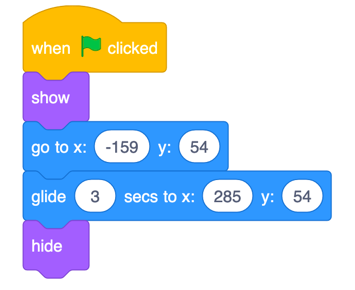 when clicked
show
go to x: -159 y: 54
glide 3 secs to x: 285 y: 54
hide